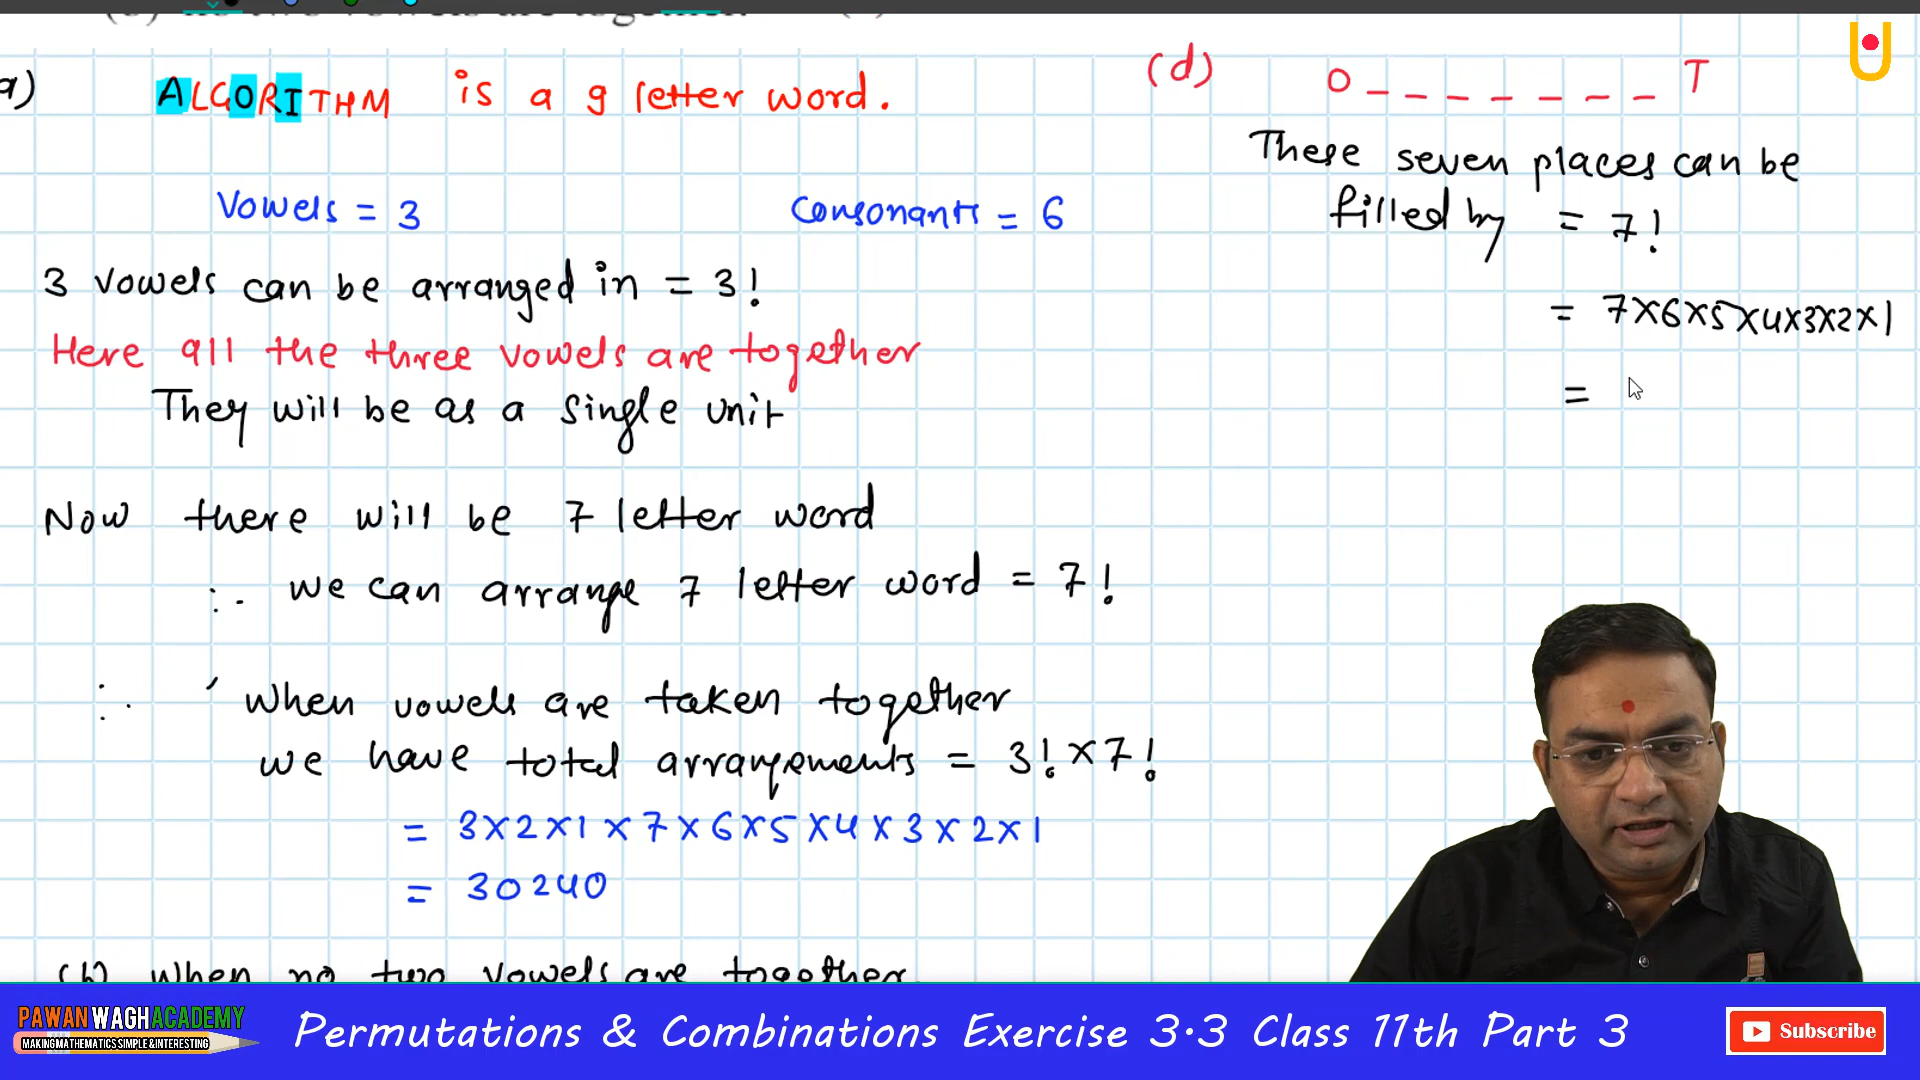 (b) no two vowels are together.
a)
ALGORITHM is a 9 letter word.
Vowels = 3
Consonants = 6
3 vowels can be arranged in = 3!
Here all the three vowels are together
They will be as a single unit
Now there will be 7 letter word
∴ we can arrange 7 letter word = 7!
∴ ' When vowels are taken together
we have total arrangements = 3! × 7!
= 3×2×1×7×6×5×4×3×2×1
= 30240
(b) when no two vowels are together.
(d) O _ _ _ _ _ _ _ T
These seven places can be
filled by = 7!
= 7×6×5×4×3×2×1
=
PAWAN WAGH ACADEMY
MAKING MATHEMATICS SIMPLE & INTERESTING
Permutations & Combinations Exercise 3.3 Class 11th Part 3
Subscribe